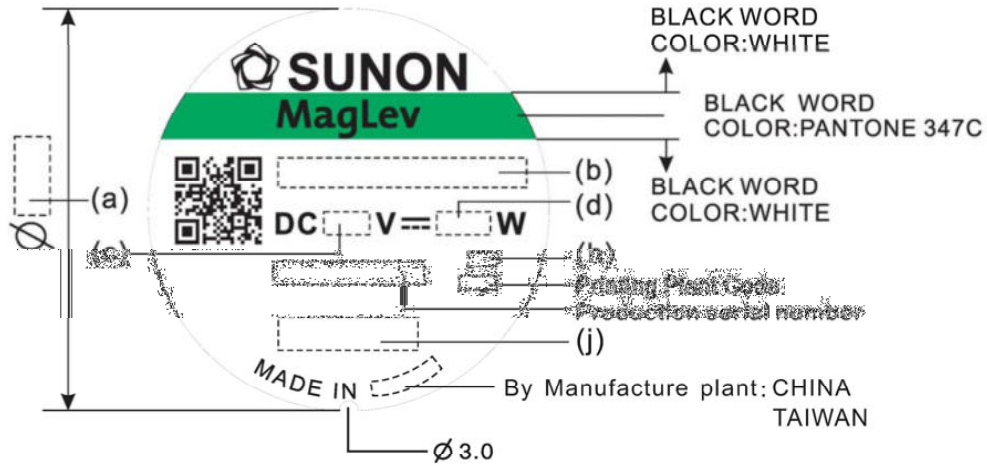 BLACK WORD
COLOR:WHITE
SUNON
MagLev
BLACK WORD
COLOR:PANTONE 347C
(b)
BLACK WORD
COLOR:WHITE
(a)
(d)
DC V W
Ø
(c)
(h)
Printing Plant Code
Production serial number
(j)
MADE IN
By Manufacture plant: CHINA
TAIWAN
Ø 3.0